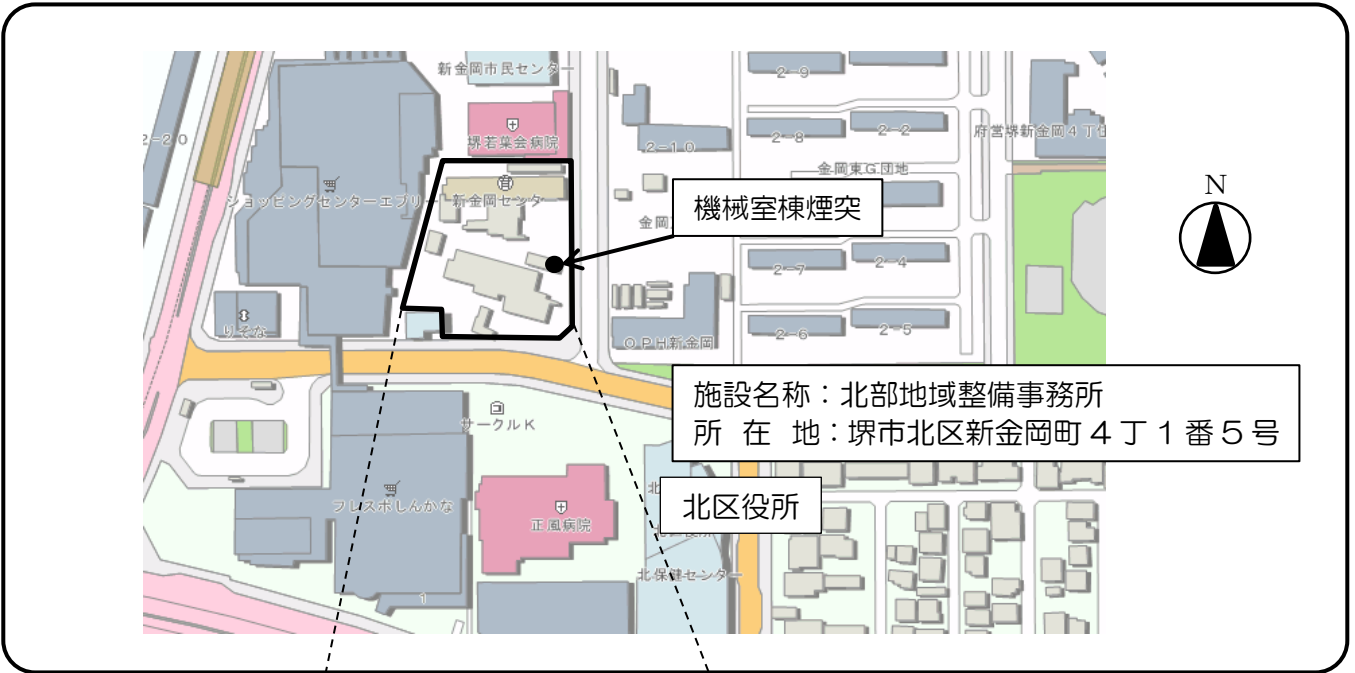 新金岡市民センター
2-9
2-20
堺若葉会病院
2-10
2-8
2-2
府営堺新金岡4丁住
金岡東G団地
ショッピングセンターエブリー
新金岡センター
機械室棟煙突
N
金岡
2-7
2-4
りそな
OPH新金岡
2-6
2-5
施設名称：北部地域整備事務所
所 在 地：堺市北区新金岡町４丁１番５号
サークルK
フレスポしんかな
正風病院
北区役所
北保健センター
1